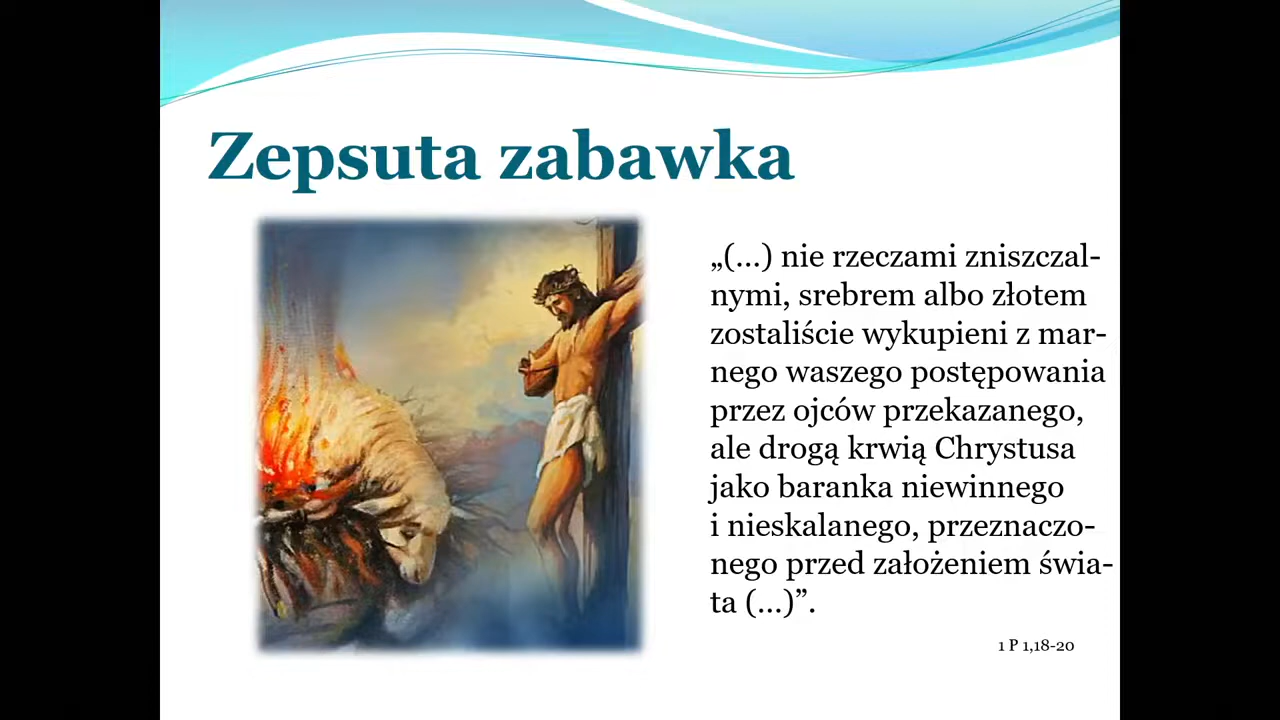 Zepsuta zabawka
„(...) nie rzeczami zniszczal-
nymi, srebrem albo złotem
zostaliście wykupieni z mar-
nego waszego postępowania
przez ojców przekazanego,
ale drogą krwią Chrystusa
jako baranka niewinnego
i nieskalanego, przeznaczo-
nego przed założeniem świa-
ta (...)”.
1 P 1,18-20